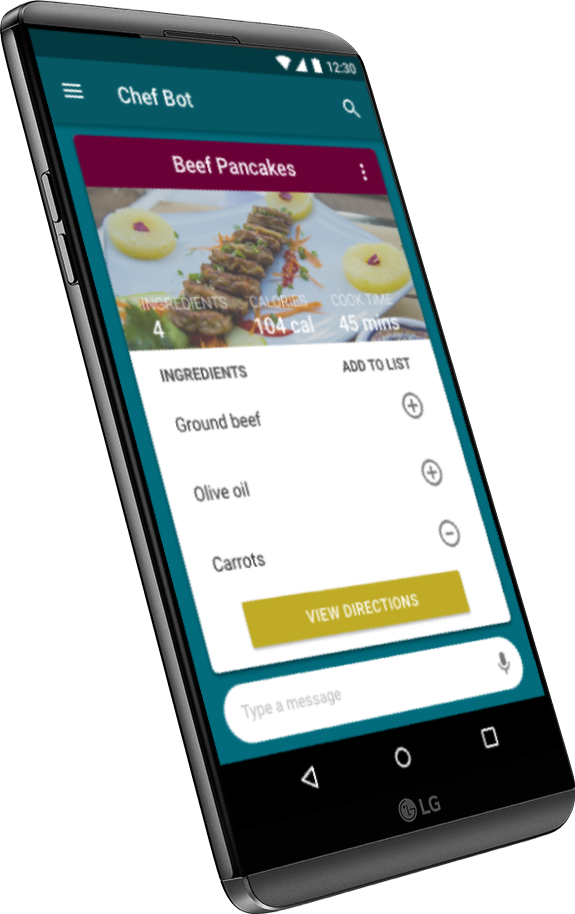 12:30
Chef Bot
Beef Pancakes
INGREDIENTS CALORIES COOK TIME
4 104 cal 45 mins
INGREDIENTS ADD TO LIST
Ground beef
Olive oil
Carrots
VIEW DIRECTIONS
Type a message
LG